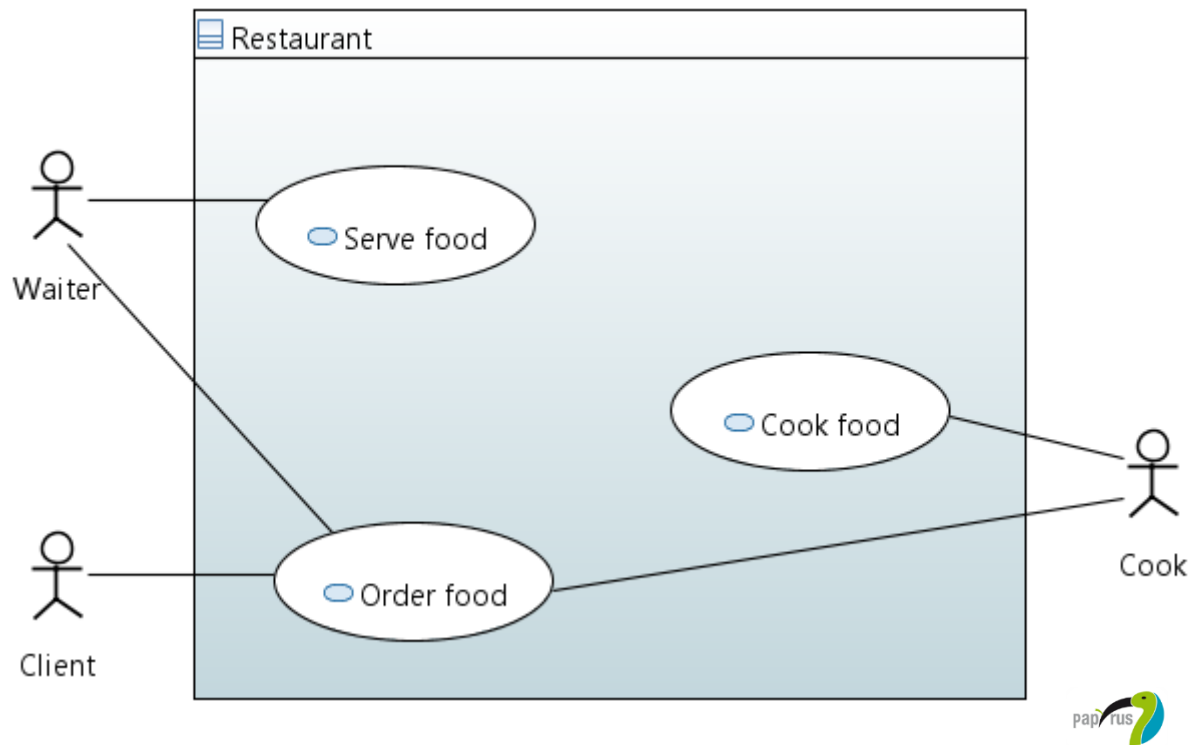 Restaurant
Serve food
Waiter
Cook food
Cook
Order food
Client
papyrus